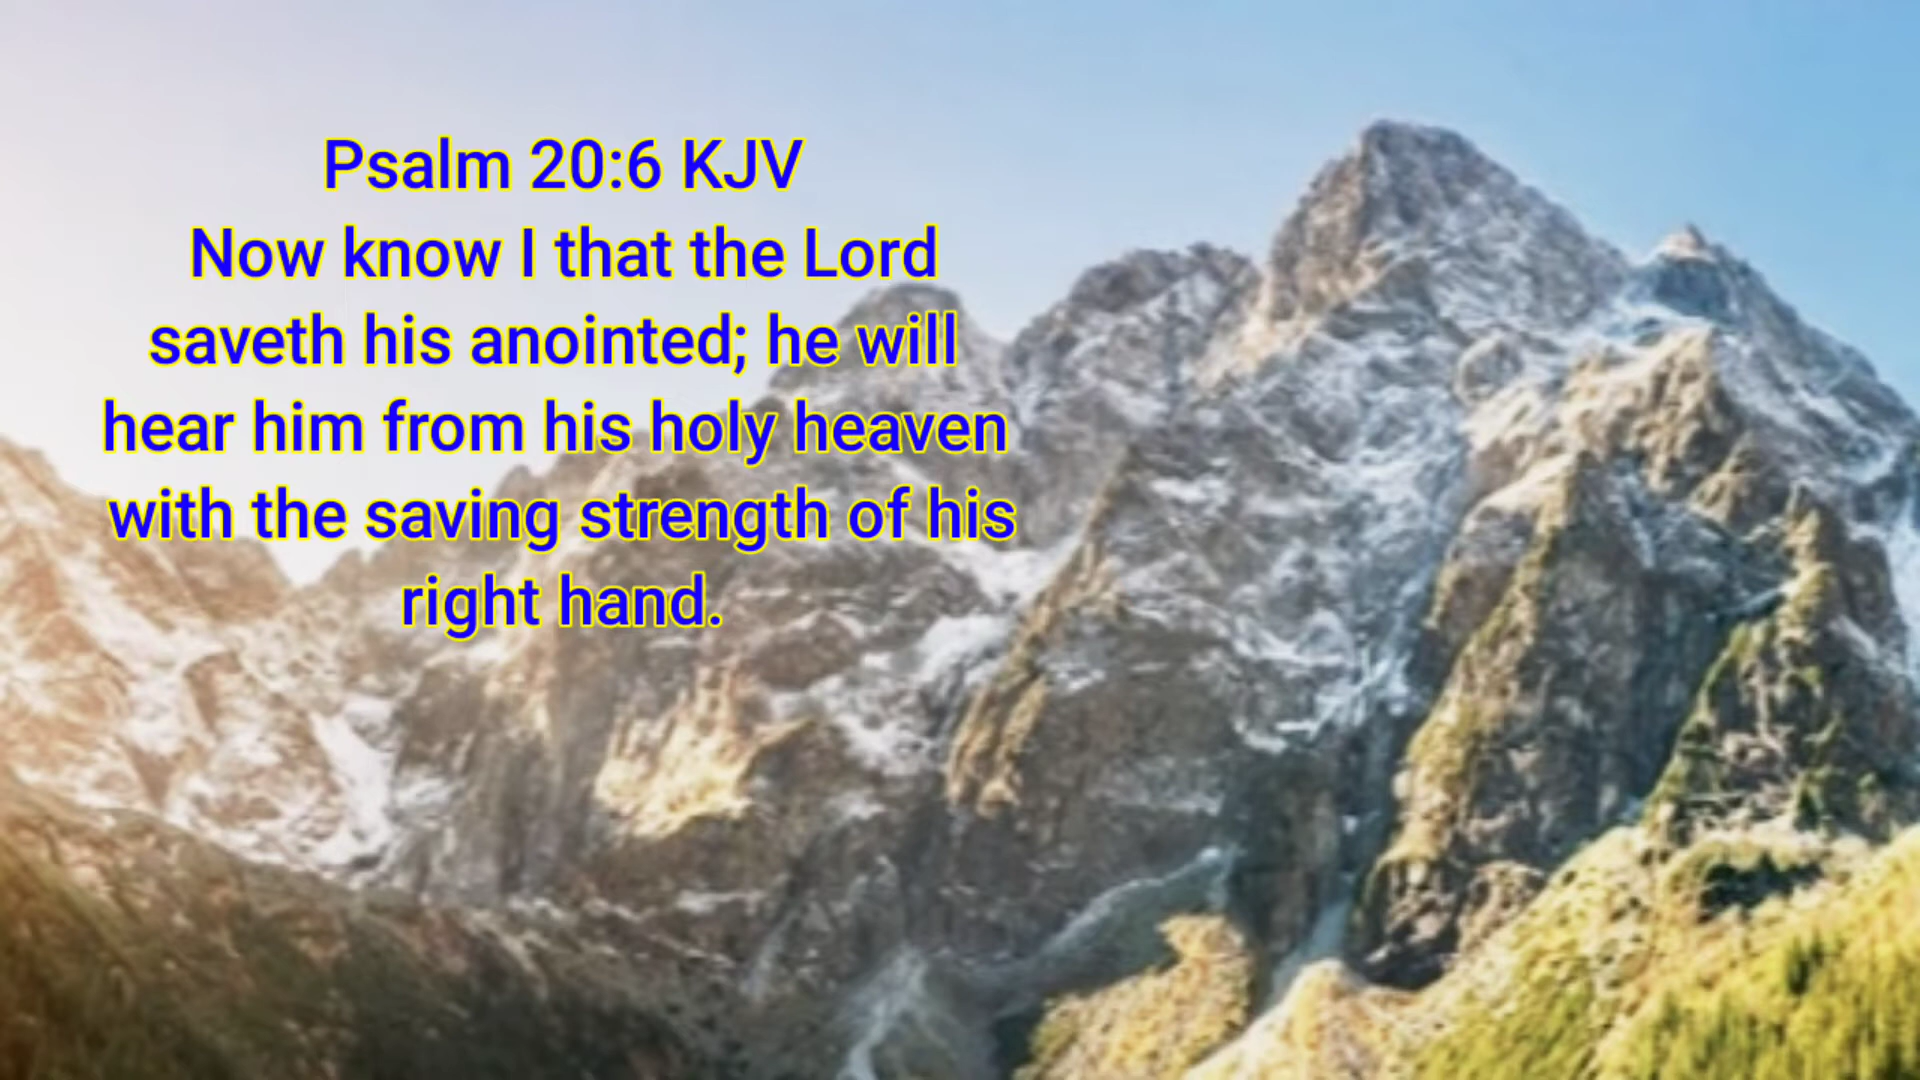 Psalm 20:6 KJV
Now know I that the Lord
saveth his anointed; he will
hear him from his holy heaven
with the saving strength of his
right hand.